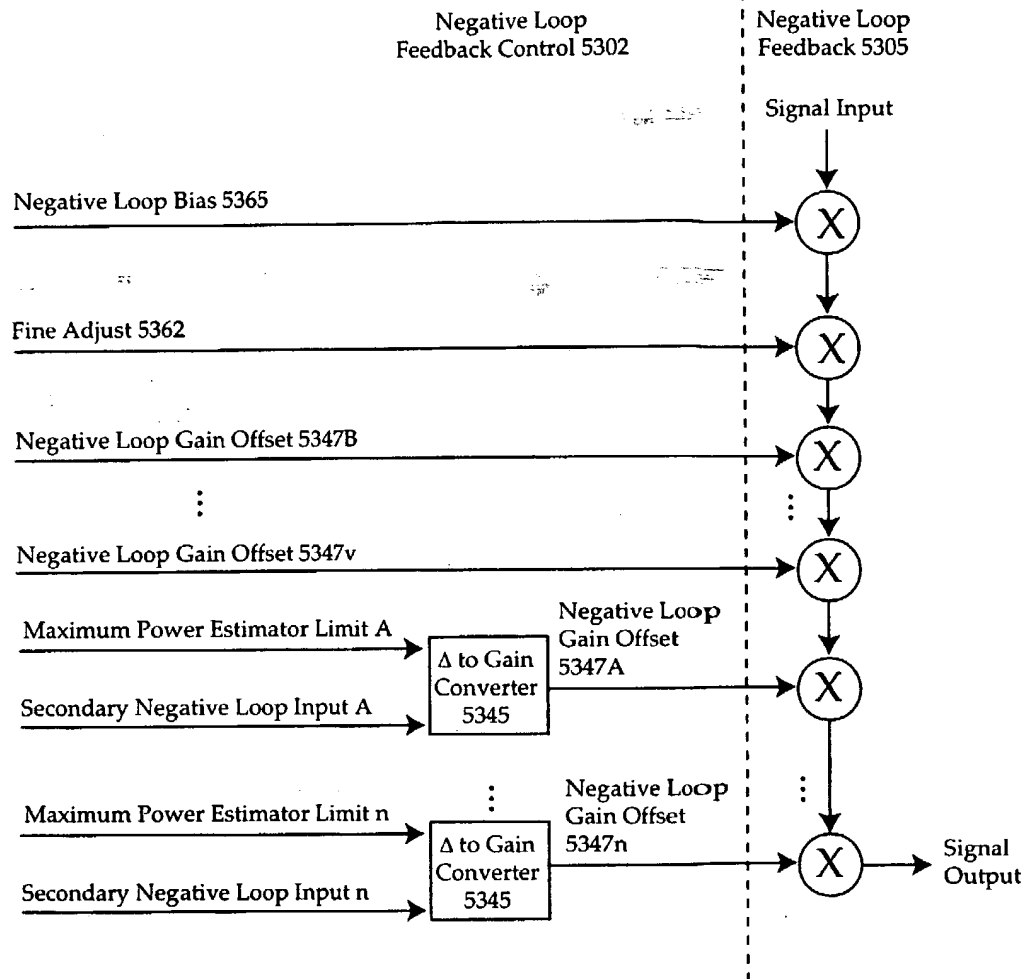 Negative Loop
Feedback Control 5302
Negative Loop
Feedback 5305
Signal Input
Negative Loop Bias 5365
X
Fine Adjust 5362
X
Negative Loop Gain Offset 5347B
X
⋮
⋮
Negative Loop Gain Offset 5347v
X
Maximum Power Estimator Limit A
Secondary Negative Loop Input A
Δ to Gain
Converter
5345
Negative Loop
Gain Offset
5347A
X
⋮
⋮
Maximum Power Estimator Limit n
Secondary Negative Loop Input n
Δ to Gain
Converter
5345
Negative Loop
Gain Offset
5347n
X
Signal
Output